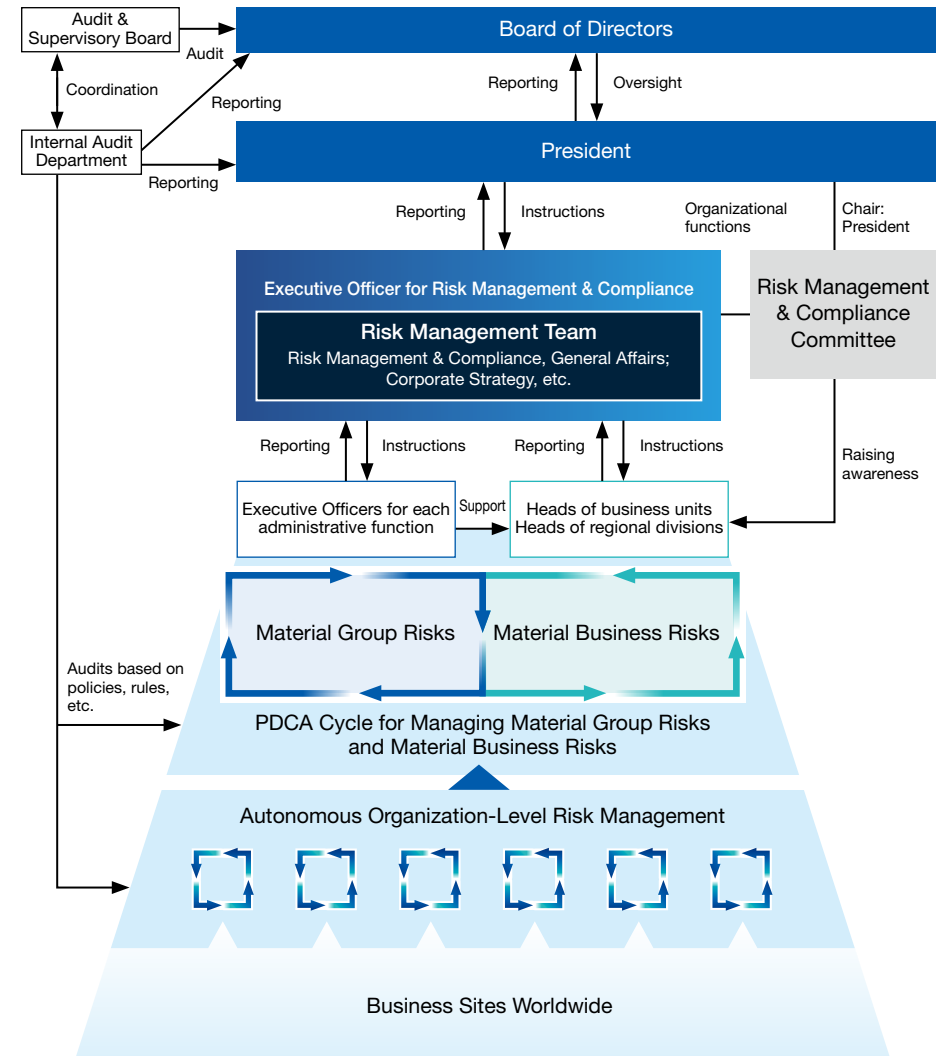 Audit &
Supervisory Board
Board of Directors
Audit
Coordination
Reporting
Reporting
Oversight
Internal Audit
Department
President
Reporting
Reporting
Instructions
Organizational
functions
Chair:
President
Executive Officer for Risk Management & Compliance
Risk Management Team
Risk Management & Compliance, General Affairs;
Corporate Strategy, etc.
Risk Management
& Compliance
Committee
Reporting
Instructions
Reporting
Instructions
Raising
awareness
Executive Officers for each
administrative function
Support
Heads of business units
Heads of regional divisions
Material Group Risks
Material Business Risks
Audits based on
policies, rules,
etc.
PDCA Cycle for Managing Material Group Risks
and Material Business Risks
Autonomous Organization-Level Risk Management
Business Sites Worldwide